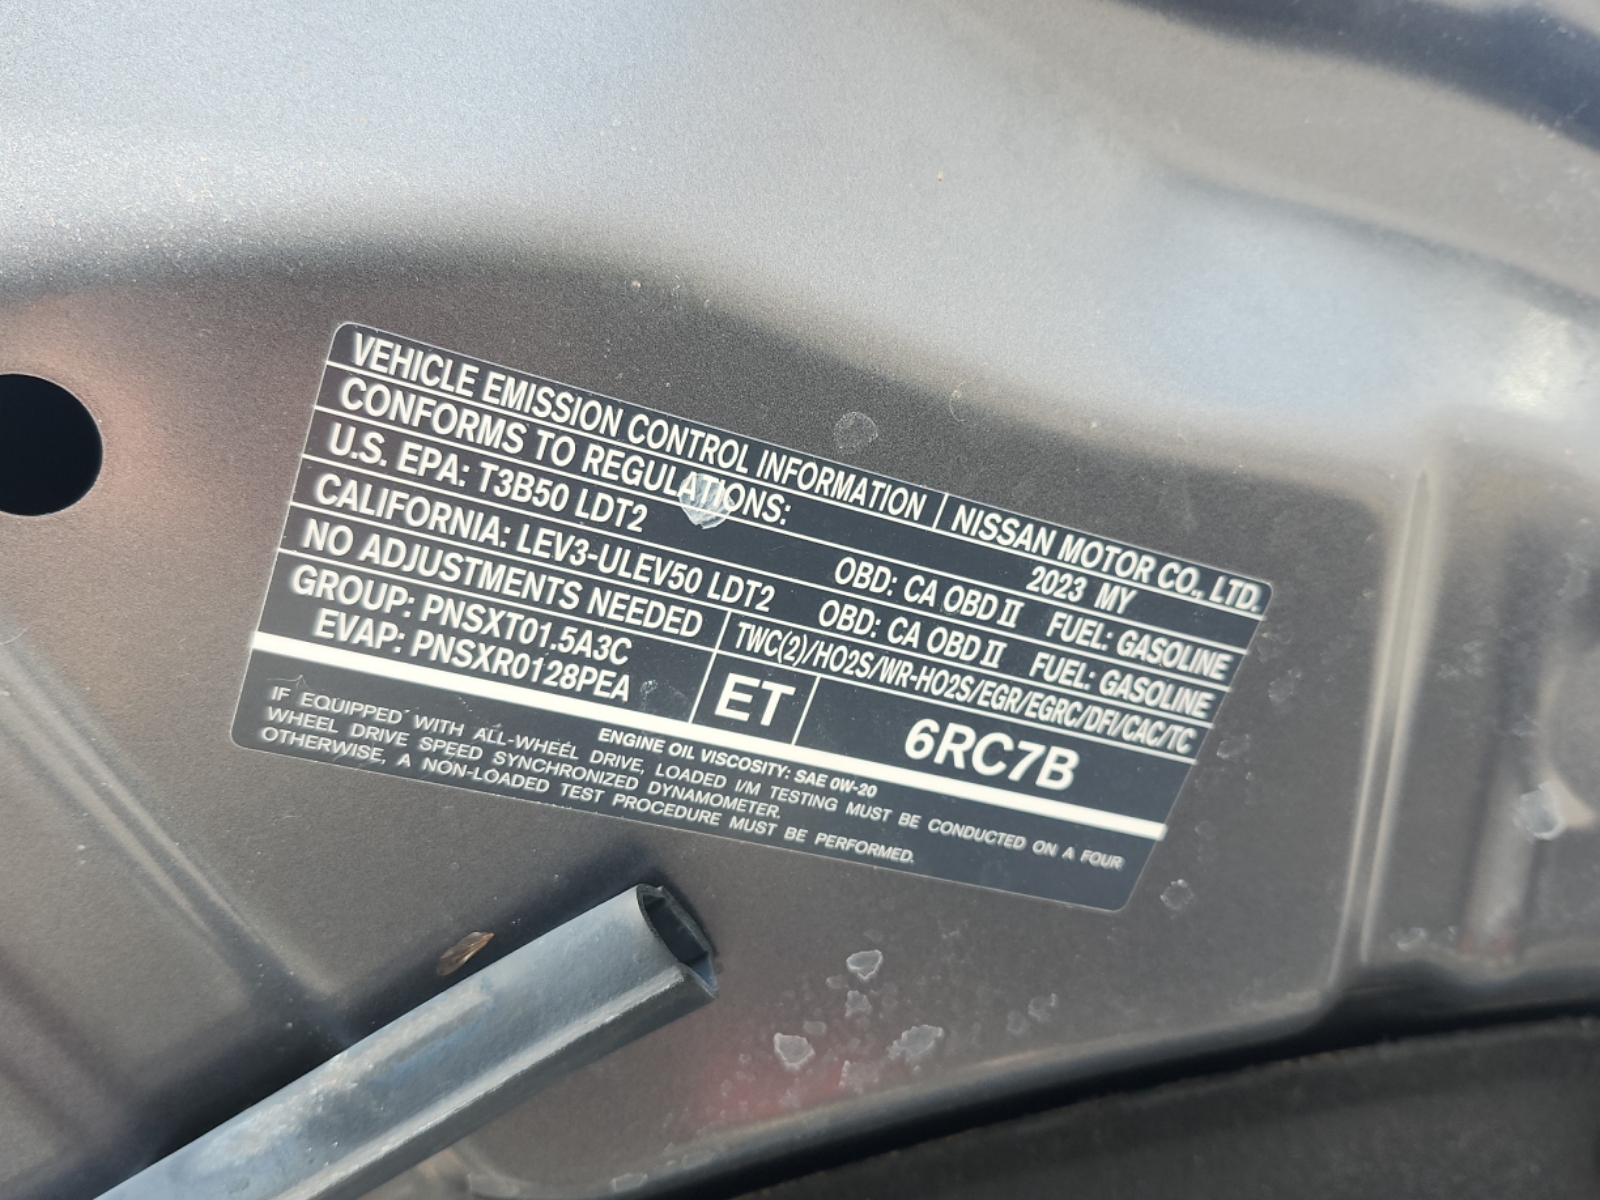 VEHICLE EMISSION CONTROL INFORMATION NISSAN MOTOR CO., LTD.
CONFORMS TO REGULATIONS: 2023 MY
U.S. EPA: T3B50 LDT2 OBD: CA OBD II FUEL: GASOLINE
CALIFORNIA: LEV3-ULEV50 LDT2 OBD: CA OBD II FUEL: GASOLINE
NO ADJUSTMENTS NEEDED TWC(2)/HO2S/WR-HO2S/EGR/EGRC/DFI/CAC/TC
GROUP: PNSXT01.5A3C
EVAP: PNSXR0128PEA
ET
6RC7B
ENGINE OIL VISCOSITY: SAE 0W-20
IF EQUIPPED WITH ALL-WHEEL DRIVE, LOADED I/M TESTING MUST BE CONDUCTED ON A FOUR
WHEEL DRIVE SPEED SYNCHRONIZED DYNAMOMETER.
OTHERWISE, A NON-LOADED TEST PROCEDURE MUST BE PERFORMED.